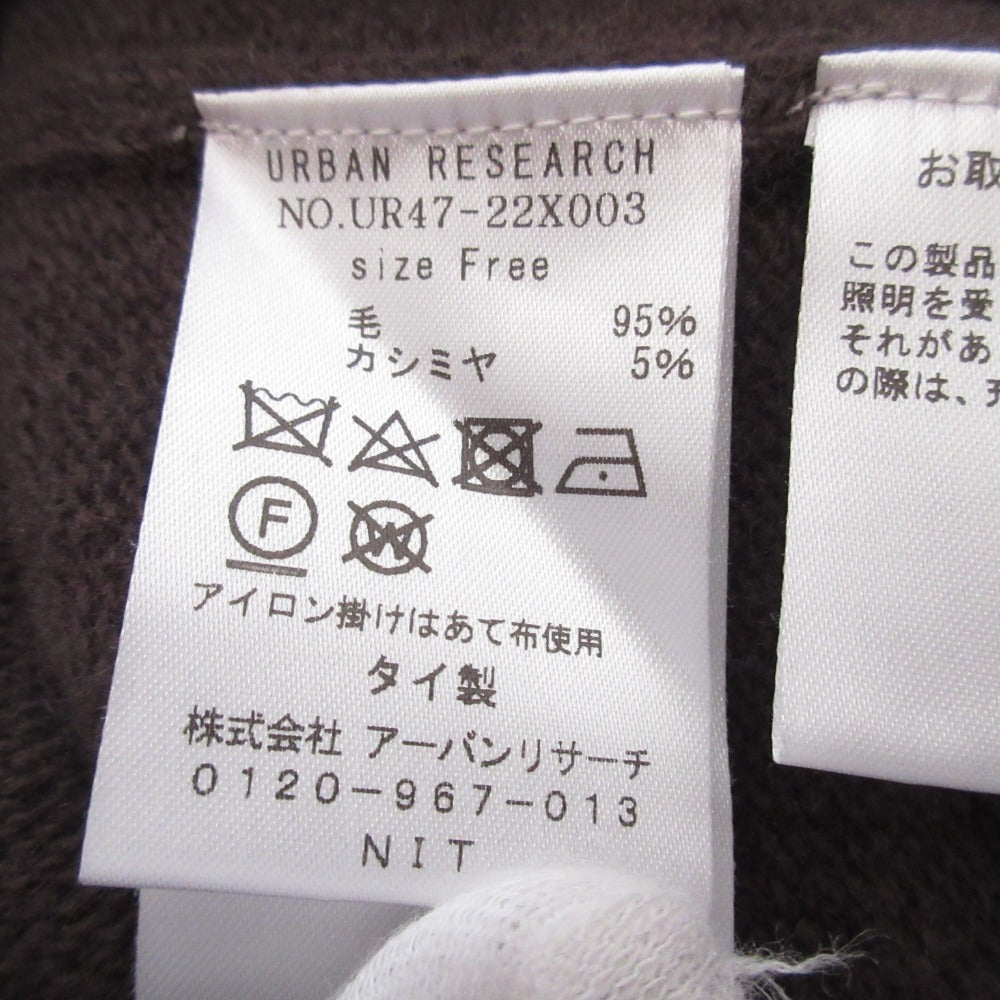 URBAN RESEARCH
NO.UR47-22X003
size Free
毛 95%
カシミヤ 5%
F
W
アイロン掛けはあて布使用
タイ製
株式会社 アーバンリサーチ
0120-967-013
NIT
お取
この製品
照明を受
それがあ
の際は、